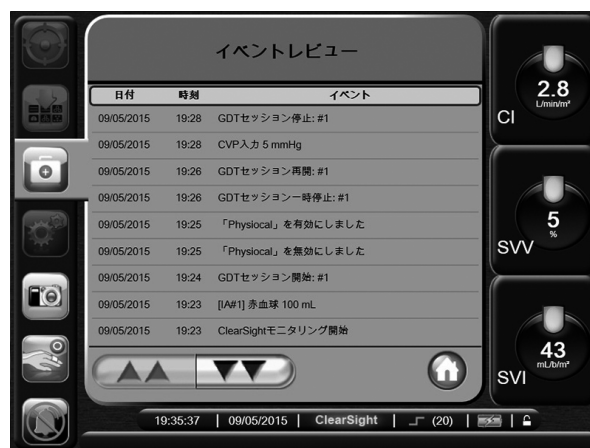 イベントレビュー
日付 時刻 イベント
09/05/2015 19:28 GDTセッション停止: #1
09/05/2015 19:28 CVP入力 5 mmHg
09/05/2015 19:26 GDTセッション再開: #1
09/05/2015 19:26 GDTセッション一時停止: #1
09/05/2015 19:25 「Physiocal」を有効にしました
09/05/2015 19:25 「Physiocal」を無効にしました
09/05/2015 19:24 GDTセッション開始: #1
09/05/2015 19:23 [IA#1] 赤血球 100 mL
09/05/2015 19:23 ClearSightモニタリング開始
2.8
L/min/m²
CI
5
%
SVV
43
mL/b/m²
SVI
19:35:37 | 09/05/2015 | ClearSight | (20) |